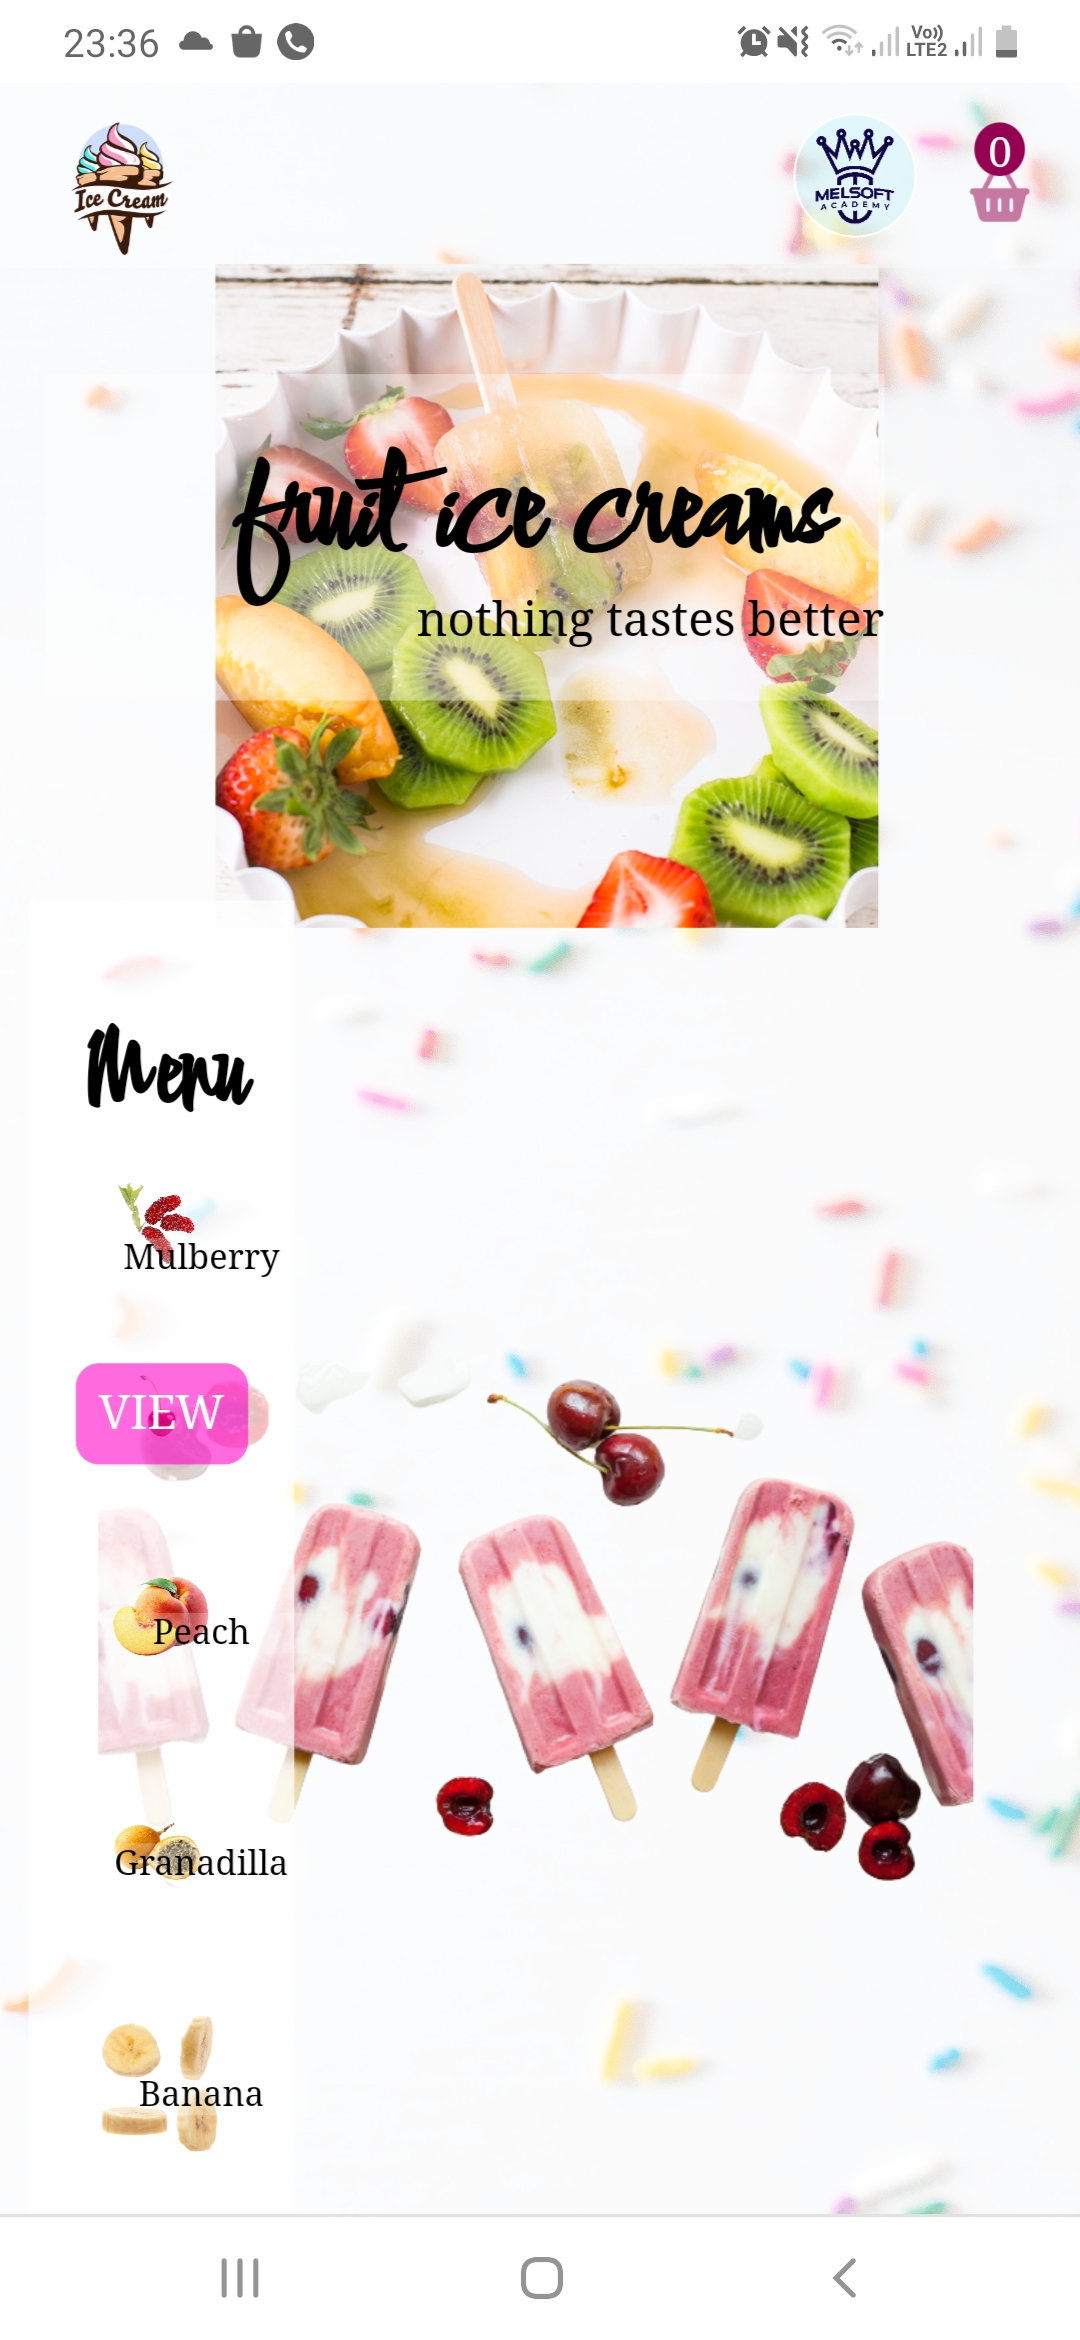 23:36
Vo))
LTE2
Ice Cream
MELSOFT
ACADEMY
0
fruit ice creams
nothing tastes better
Menu
Mulberry
VIEW
Peach
Granadilla
Banana